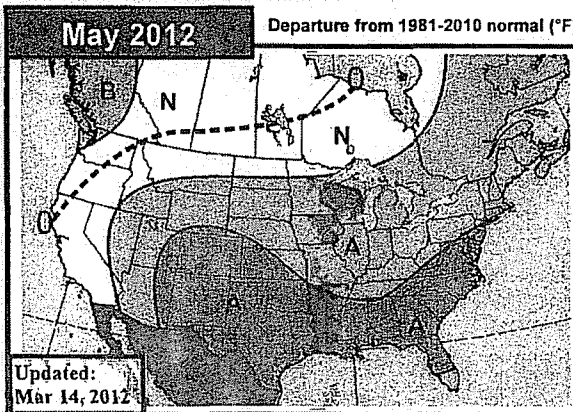 May 2012
Departure from 1981-2010 normal (°F
B
N
0
N
0
A
A
A
Updated:
Mar 14, 2012